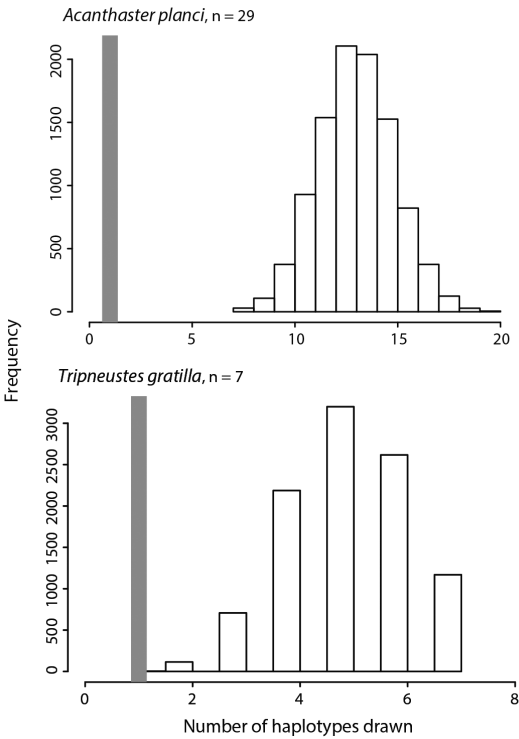 Acanthaster planci, n = 29
2000
1500
1000
500
0
0 5 10 15 20
Frequency
Tripneustes gratilla, n = 7
3000
2500
2000
1500
1000
500
0
0 2 4 6 8
Number of haplotypes drawn